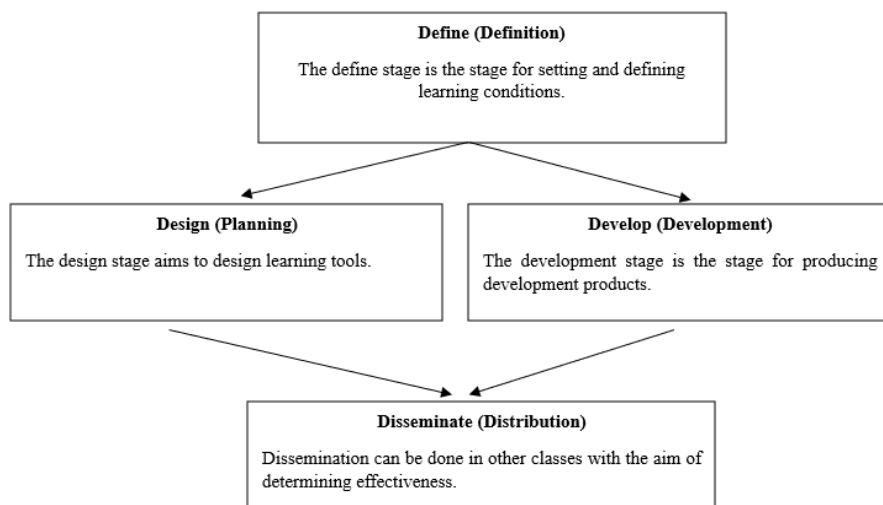 Define (Definition)
The define stage is the stage for setting and defining
learning conditions.
Design (Planning)
The design stage aims to design learning tools.
Develop (Development)
The development stage is the stage for producing
development products.
Disseminate (Distribution)
Dissemination can be done in other classes with the aim of
determining effectiveness.